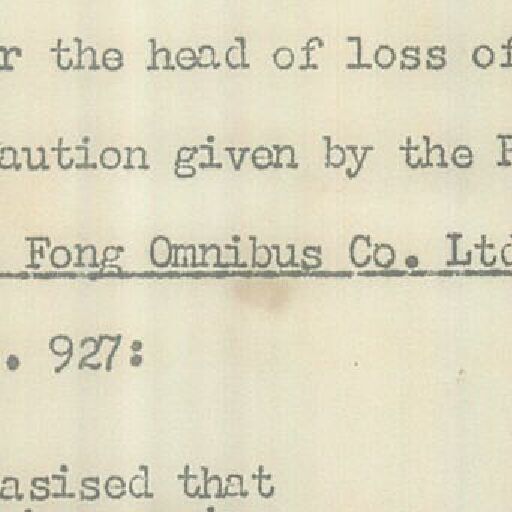 r the head of loss of
aution given by the P
Fong Omnibus Co. Ltd
. 927:
asised that